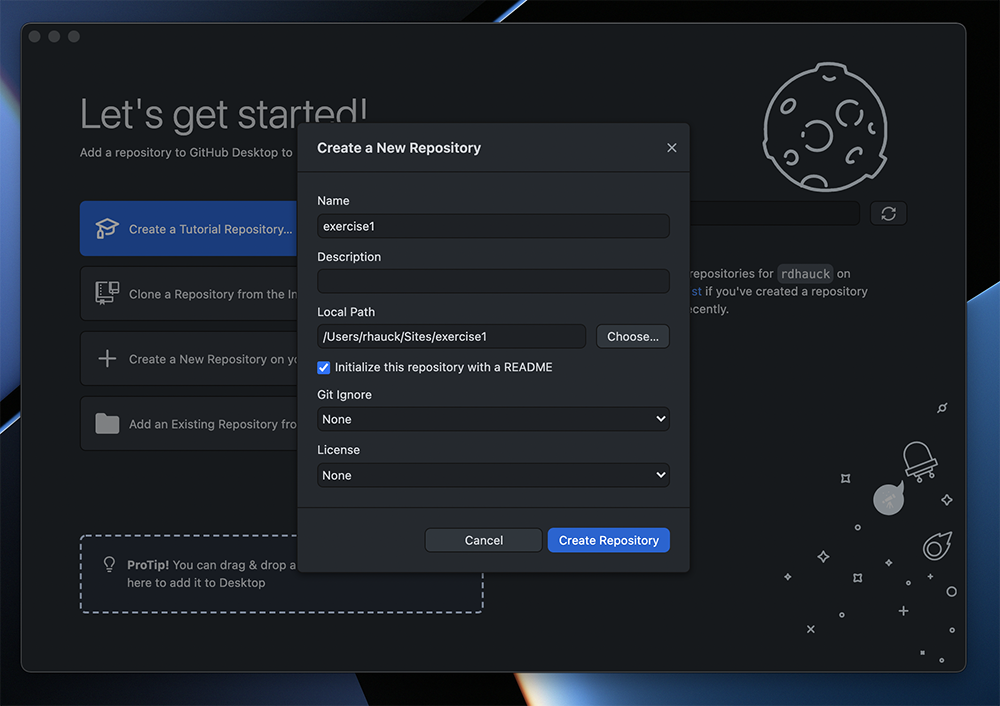 Let's get started!
Add a repository to GitHub Desktop to
Create a Tutorial Repository...
Clone a Repository from the In
Create a New Repository on yo
Add an Existing Repository fro
ProTip! You can drag & drop a
here to add it to Desktop
Create a New Repository
Name
exercise1
Description
Local Path
/Users/rhauck/Sites/exercise1
Choose...
Initialize this repository with a README
Git Ignore
None
License
None
Cancel
Create Repository
repositories for rdhauck on
st if you've created a repository
ecently.